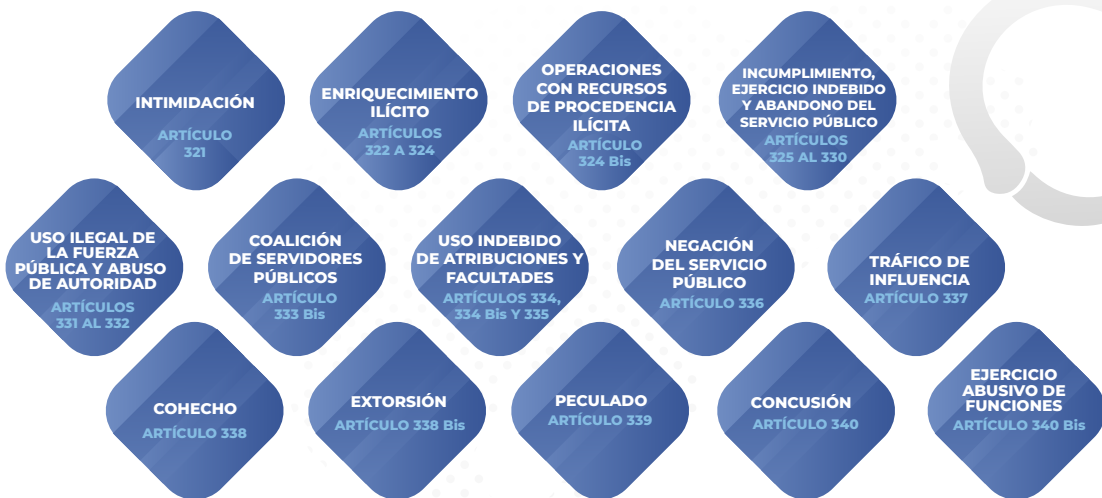 INTIMIDACIÓN
ARTÍCULO
321
ENRIQUECIMIENTO
ILÍCITO
ARTÍCULOS
322 A 324
OPERACIONES
CON RECURSOS
DE PROCEDENCIA
ILÍCITA
ARTÍCULO
324 Bis
INCUMPLIMIENTO,
EJERCICIO INDEBIDO
Y ABANDONO DEL
SERVICIO PÚBLICO
ARTÍCULOS
325 AL 330
USO ILEGAL DE
LA FUERZA
PÚBLICA Y ABUSO
DE AUTORIDAD
ARTÍCULOS
331 AL 332
COALICIÓN
DE SERVIDORES
PÚBLICOS
ARTÍCULO
333 Bis
USO INDEBIDO
DE ATRIBUCIONES Y
FACULTADES
ARTÍCULOS 334,
334 Bis Y 335
NEGACIÓN
DEL SERVICIO
PÚBLICO
ARTÍCULO 336
TRÁFICO DE
INFLUENCIA
ARTÍCULO 337
COHECHO
ARTÍCULO 338
EXTORSIÓN
ARTÍCULO 338 Bis
PECULADO
ARTÍCULO 339
CONCUSIÓN
ARTÍCULO 340
EJERCICIO
ABUSIVO DE
FUNCIONES
ARTÍCULO 340 Bis